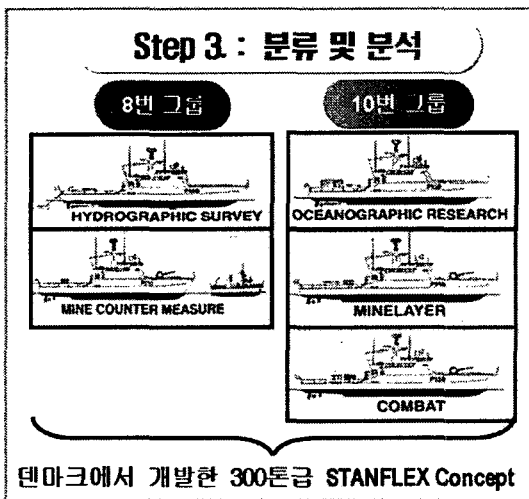 Step 3. : 분류 및 분석
8번 그룹
10번 그룹
HYDROGRAPHIC SURVEY
OCEANOGRAPHIC RESEARCH
MINE COUNTER MEASURE
MINELAYER
COMBAT
덴마크에서 개발한 300톤급 STANFLEX Concept